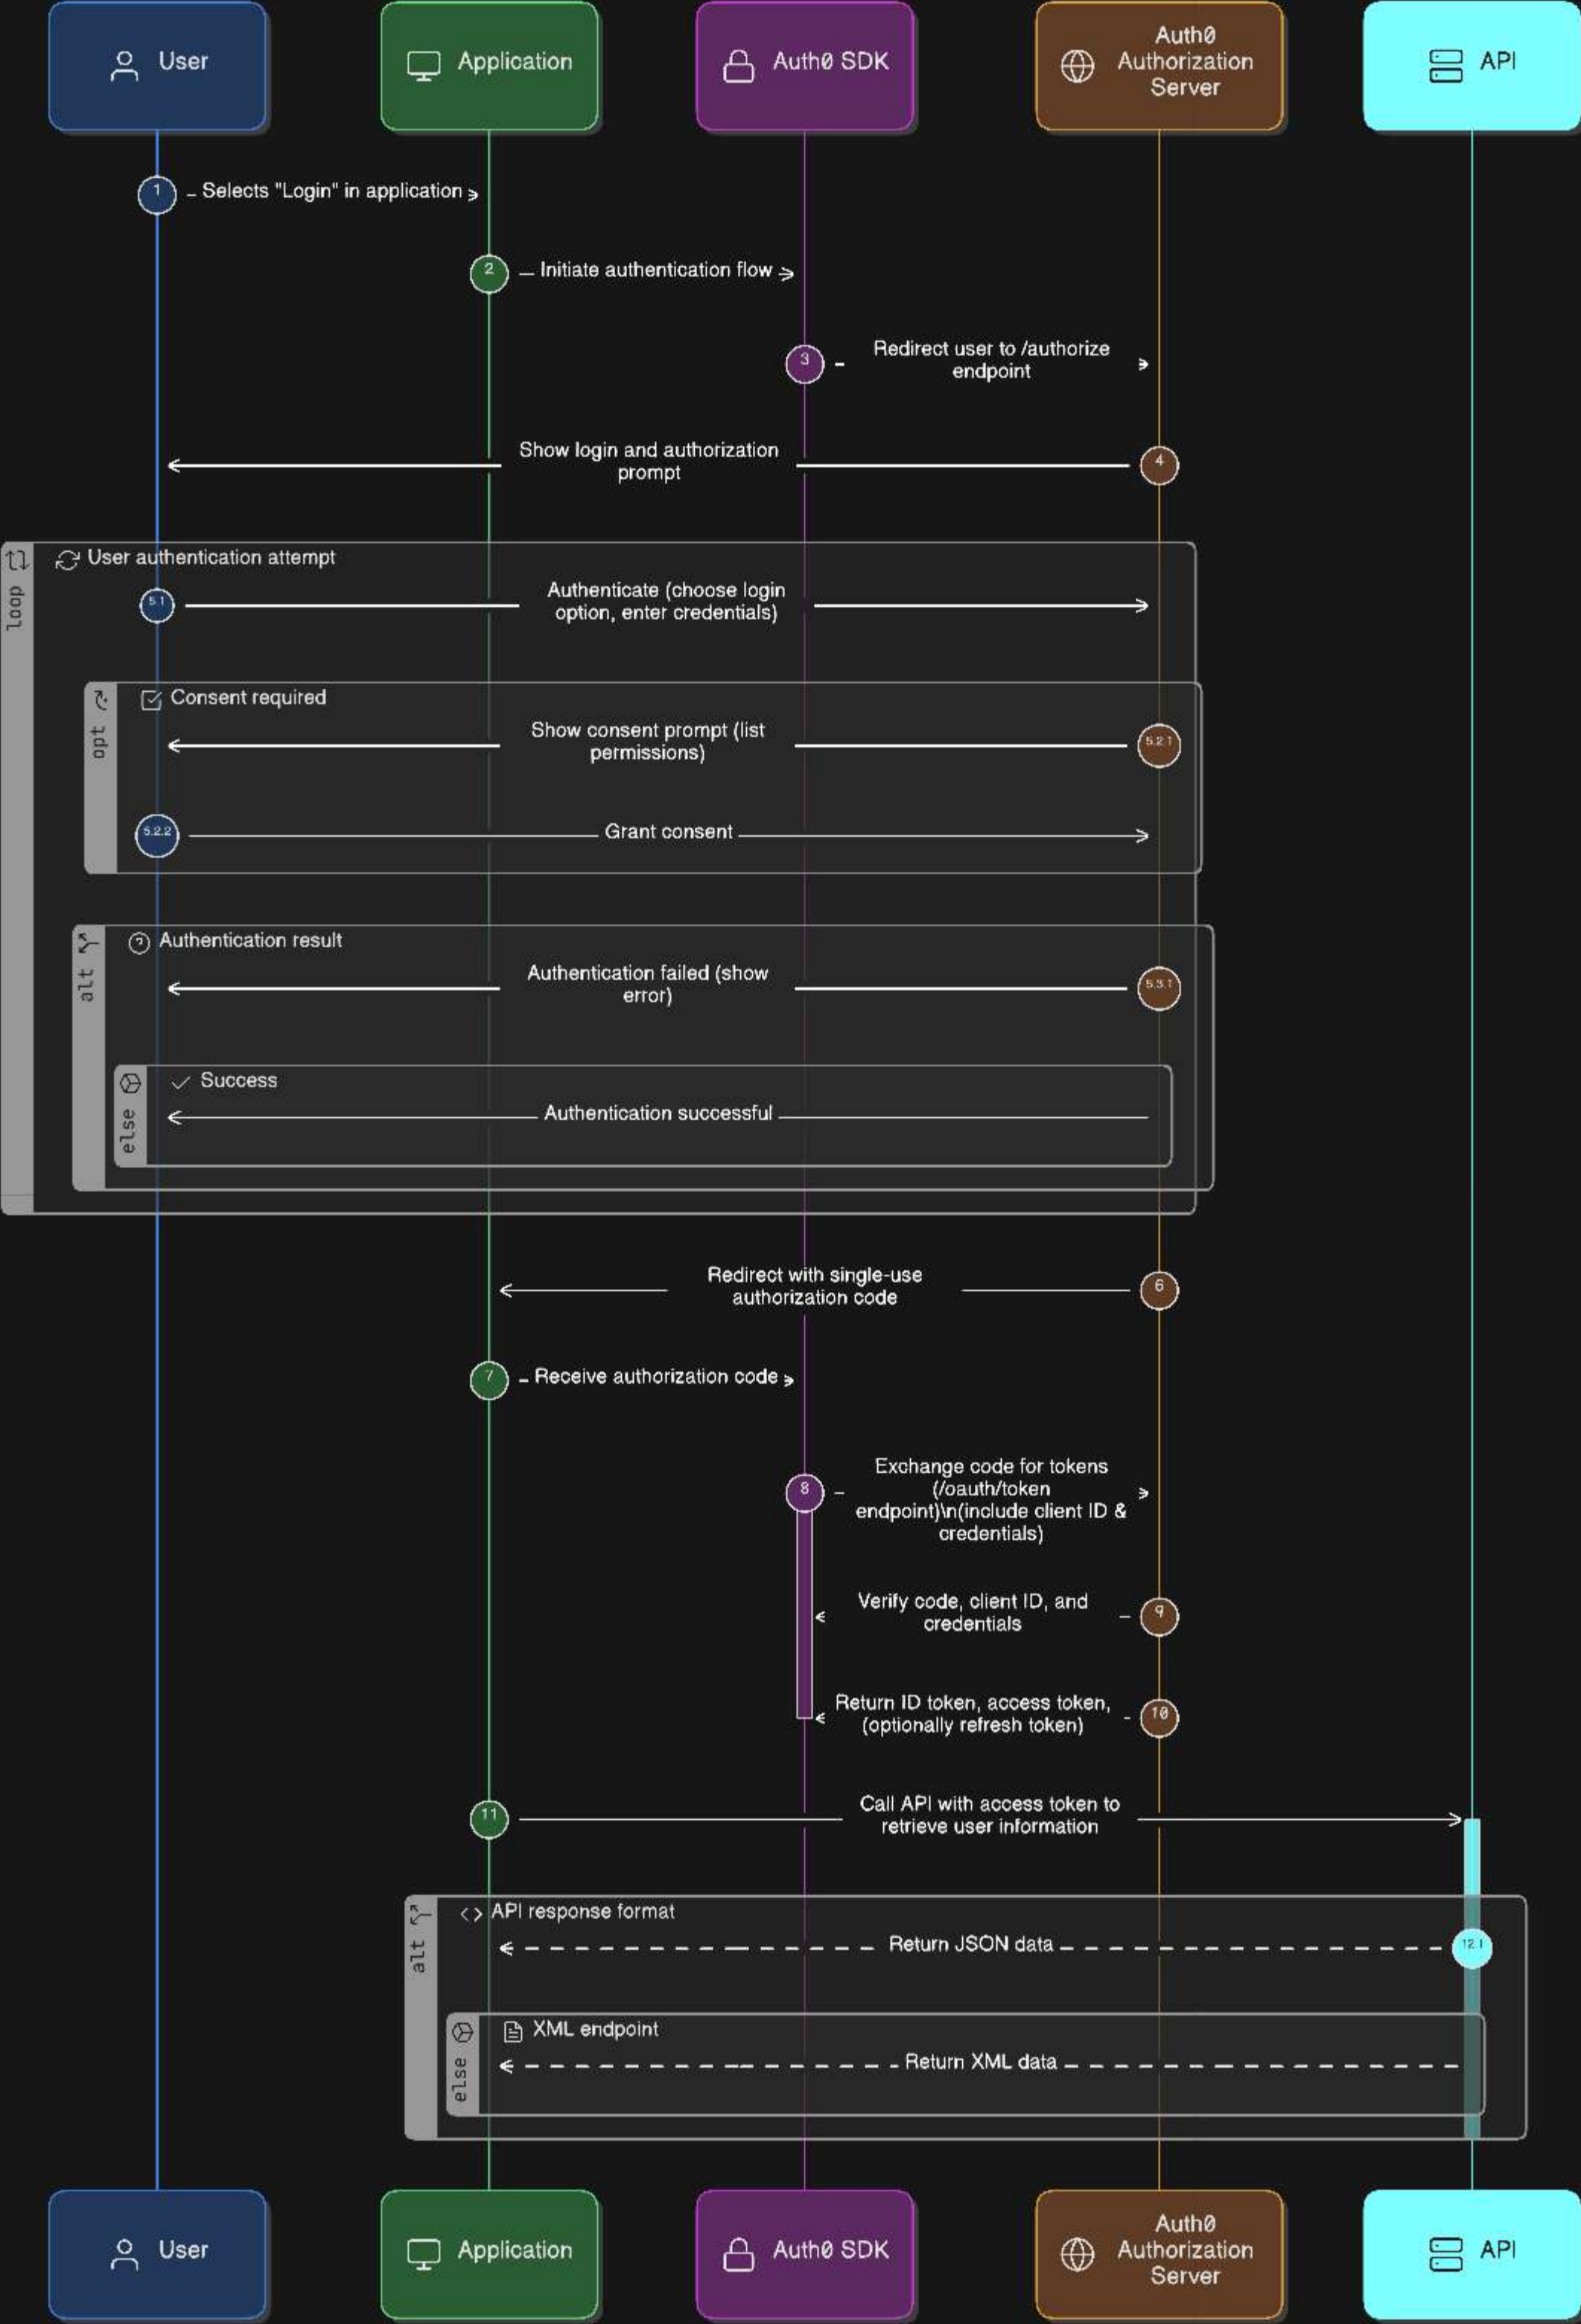 User
Application
Auth0 SDK
Auth0
Authorization
Server
API
1
Selects "Login" in application
2
Initiate authentication flow
3
Redirect user to /authorize
endpoint
Show login and authorization
prompt
4
loop
User authentication attempt
5.1
Authenticate (choose login
option, enter credentials)
opt
Consent required
Show consent prompt (list
permissions)
5.2.1
5.2.2
Grant consent
alt
Authentication result
Authentication failed (show
error)
5.3.1
else
Success
Authentication successful
Redirect with single-use
authorization code
6
7
Receive authorization code
8
Exchange code for tokens
(/oauth/token
endpoint)\n(include client ID &
credentials)
Verify code, client ID, and
credentials
9
Return ID token, access token,
(optionally refresh token)
10
11
Call API with access token to
retrieve user information
alt
API response format
Return JSON data
12.1
else
XML endpoint
Return XML data
User
Application
Auth0 SDK
Auth0
Authorization
Server
API